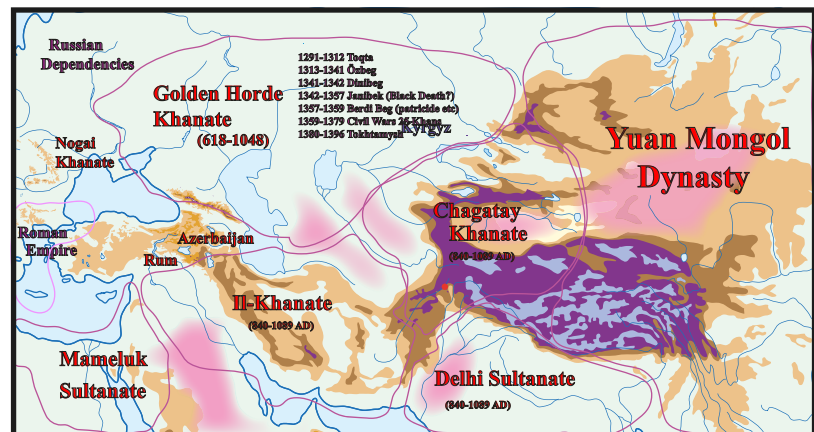 Russian
Dependencies
1291-1312 Toqta
1313-1341 Özbeg
1341-1342 Dinibeg
1342-1357 Janibek (Black Death?)
1357-1359 Berdi Beg (patricide etc)
1359-1379 Civil Wars 25 Khans
1380-1396 Tokhtamysh
Kyrgyz
Golden Horde
Khanate
(618-1048)
Nogai
Khanate
Yuan Mongol
Dynasty
Chagatay
Khanate
(840-1089 AD)
Roman
Empire
Azerbaijan
Rum
Il-Khanate
(840-1089 AD)
Mameluk
Sultanate
Delhi Sultanate
(840-1089 AD)